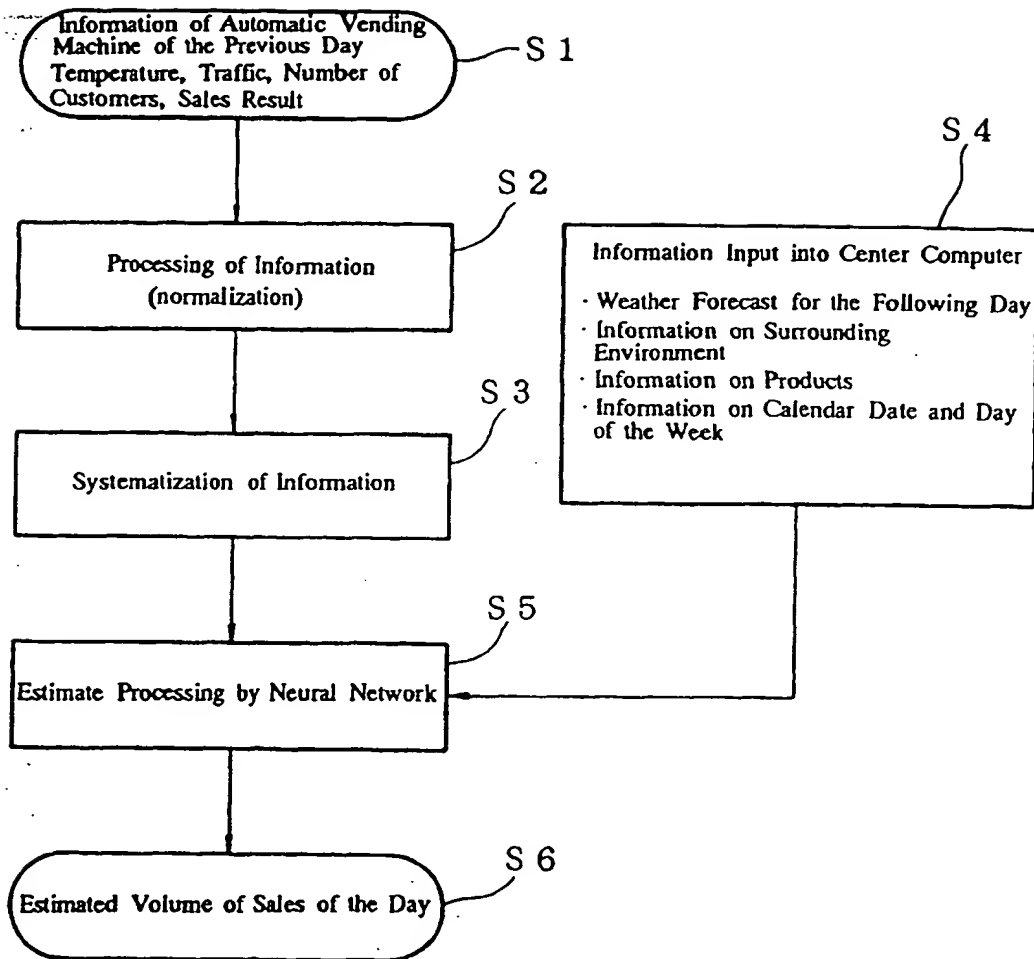 Information of Automatic Vending
Machine of the Previous Day
Temperature, Traffic, Number of
Customers, Sales Result
S 1
S 2
Processing of Information
(normalization)
S 3
Systematization of Information
S 4
Information Input into Center Computer
· Weather Forecast for the Following Day
· Information on Surrounding
Environment
· Information on Products
· Information on Calendar Date and Day
of the Week
S 5
Estimate Processing by Neural Network
S 6
Estimated Volume of Sales of the Day